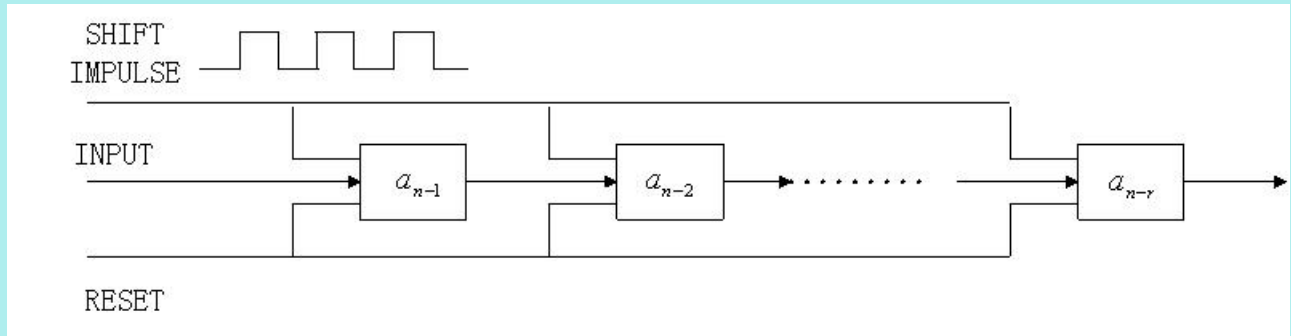 SHIFT
IMPULSE
INPUT
a_{n-1}
a_{n-2}
........
a_{n-r}
RESET